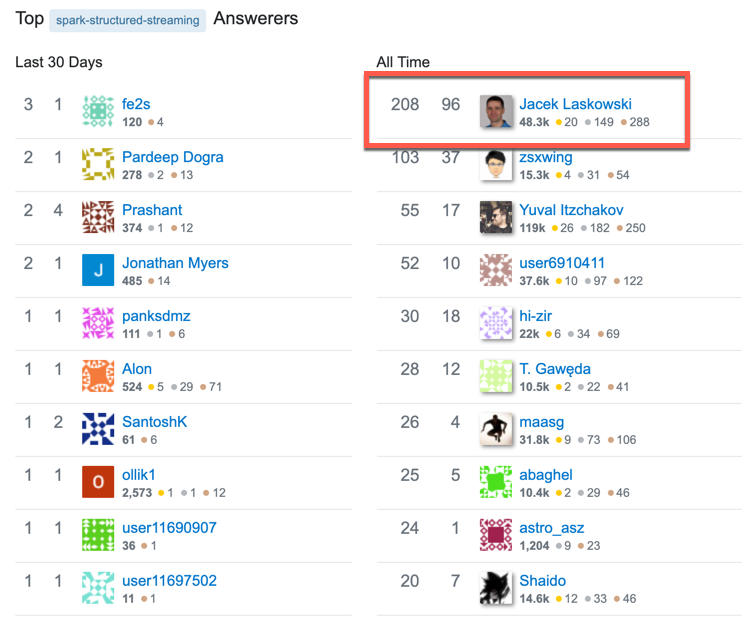 Top spark-structured-streaming Answerers
Last 30 Days
3 1 fe2s
120 4
2 1 Pardeep Dogra
278 2 13
2 4 Prashant
374 1 12
2 1 J Jonathan Myers
485 14
1 1 panksdmz
111 1 6
1 1 Alon
524 5 29 71
1 2 SantoshK
61 6
1 1 O ollik1
2,573 1 1 12
1 1 user11690907
36 1
1 1 user11697502
11 1
All Time
208 96 Jacek Laskowski
48.3k 20 149 288
103 37 zsxwing
15.3k 4 31 54
55 17 Yuval Itzchakov
119k 26 182 250
52 10 user6910411
37.6k 10 97 122
30 18 hi-zir
22k 6 34 69
28 12 T. Gawęda
10.5k 2 22 41
26 4 maasg
31.8k 9 73 106
25 5 abaghel
10.4k 2 29 46
24 1 astro_asz
1,204 9 23
20 7 Shaido
14.6k 12 33 46